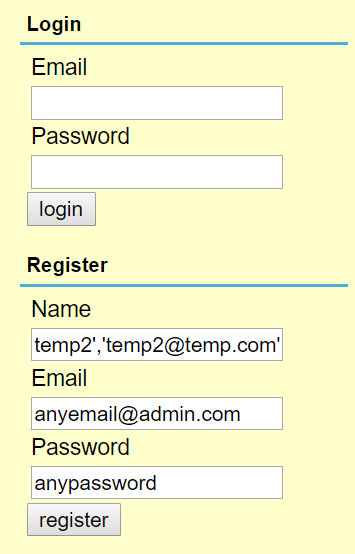 Login
Email
Password
login
Register
Name
temp2','temp2@temp.com'
Email
anyemail@admin.com
Password
anypassword
register